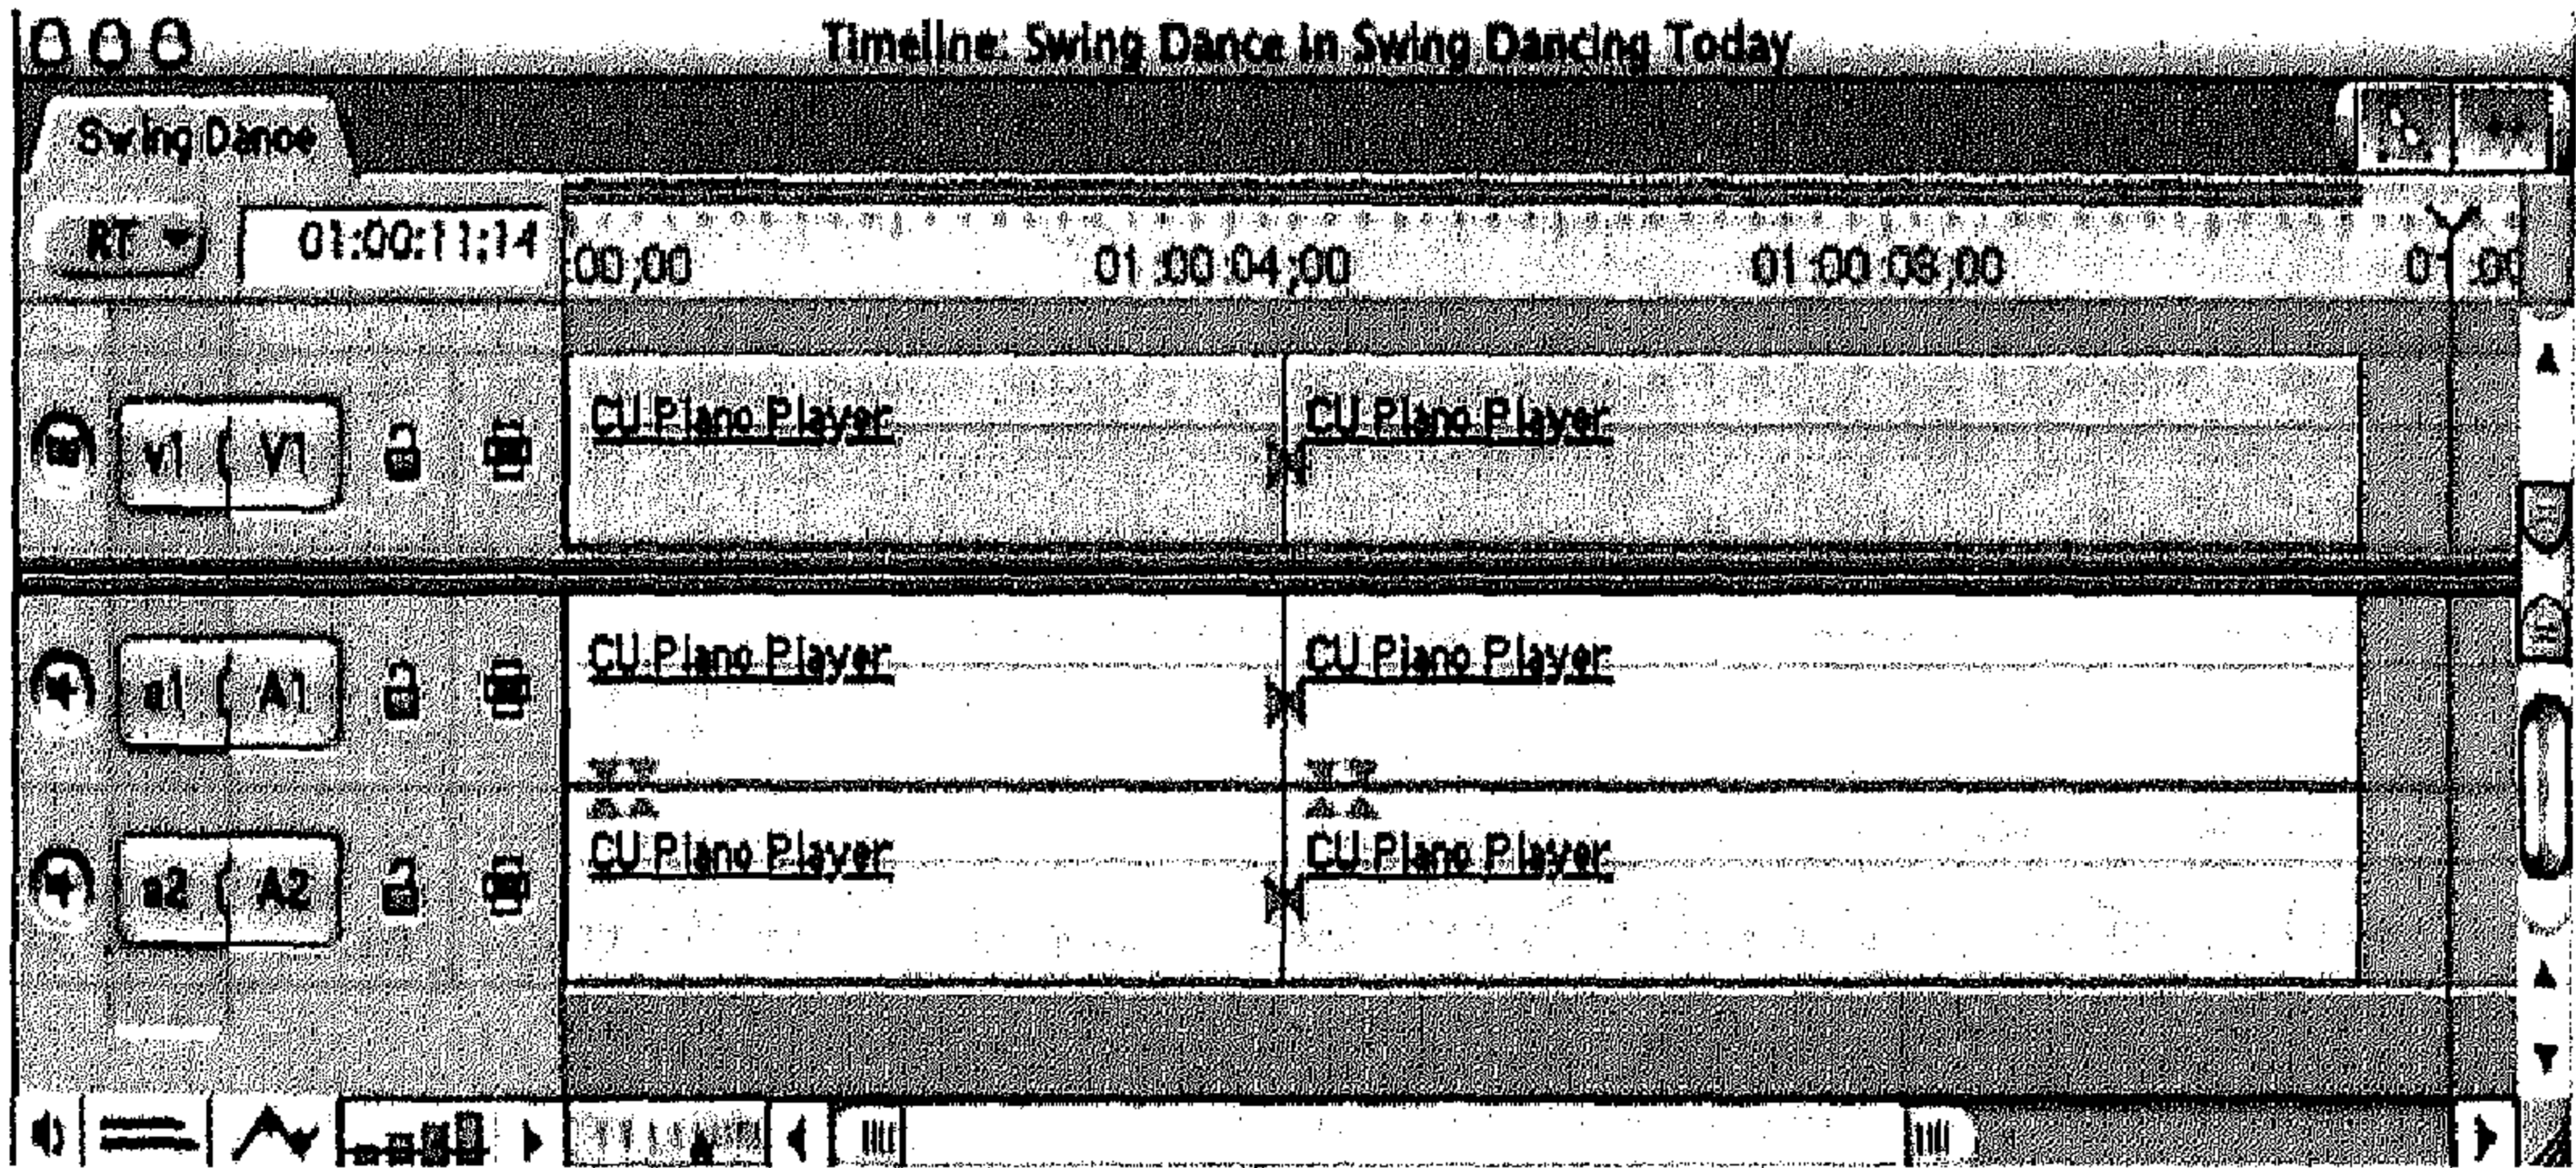 Timeline: Swing Dance in Swing Dancing Today
Swing Dance
RT 01:00:11;14 00;00 01:00:04;00 01:00:08;00 01:00
v1 V1 CU Piano Player CU Piano Player
a1 A1 CU Piano Player CU Piano Player
a2 A2 CU Piano Player CU Piano Player